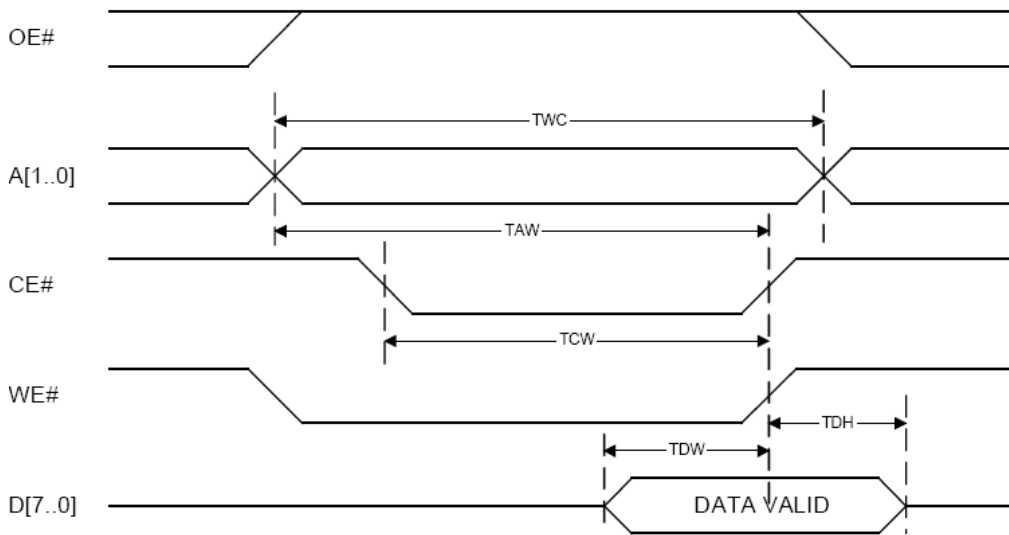 OE#
TWC
A[1..0]
TAW
CE#
TCW
WE#
TDH
TDW
D[7..0] DATA VALID